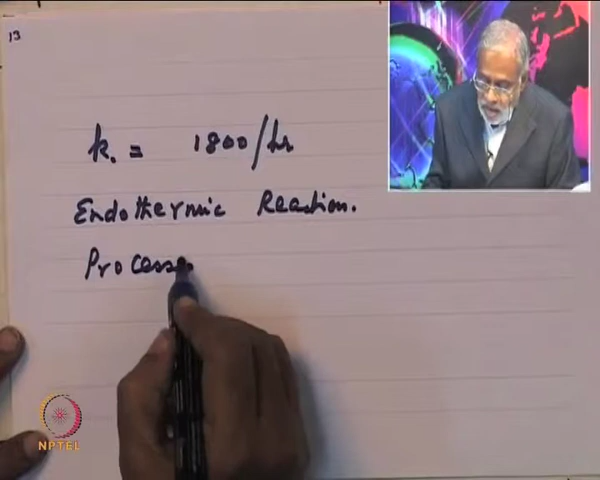 13
k. = 1800/hr
Endothermic Reaction.
Process
NPTEL